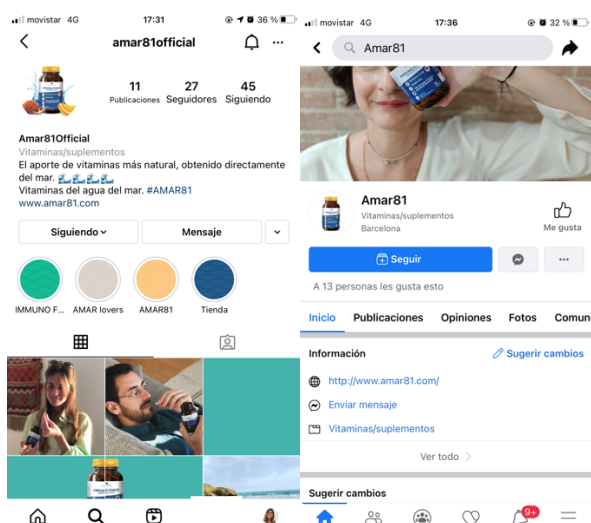 movistar 4G
17:31
36 %
amar81official
11
27
45
Publicaciones
Seguidores
Siguiendo
Amar81Official
Vitaminas/suplementos
El aporte de vitaminas más natural, obtenido directamente
del mar.
Vitaminas del agua del mar. #AMAR81
www.amar81.com
Siguiendo
Mensaje
IMMUNO F...
AMAR lovers
AMAR81
Tienda
movistar 4G
17:36
32 %
Amar81
Amar81
Vitaminas/suplementos
Barcelona
Me gusta
Seguir
A 13 personas les gusta esto
Inicio
Publicaciones
Opiniones
Fotos
Comun
Información
Sugerir cambios
http://www.amar81.com/
Enviar mensaje
Vitaminas/suplementos
Ver todo
Sugerir cambios
9+